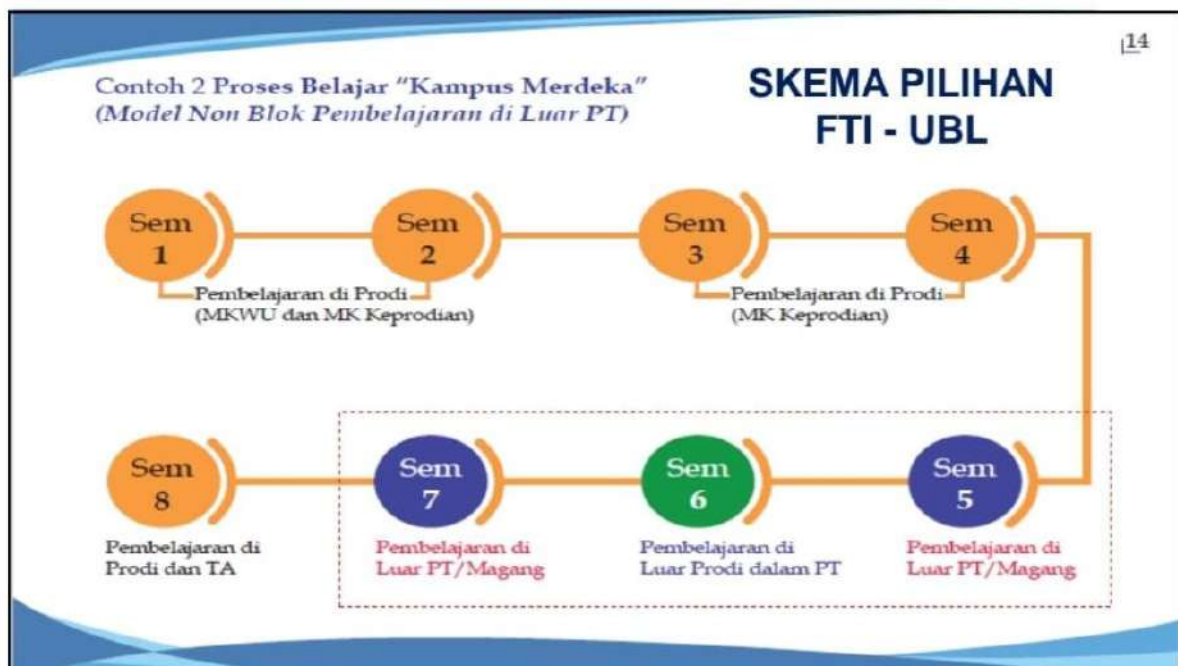 14
Contoh 2 Proses Belajar “Kampus Merdeka”
(Model Non Blok Pembelajaran di Luar PT)
SKEMA PILIHAN
FTI - UBL
Sem
1
Sem
2
Sem
3
Sem
4
Pembelajaran di Prodi
(MKWU dan MK Keprodian)
Pembelajaran di Prodi
(MK Keprodian)
Sem
8
Sem
7
Sem
6
Sem
5
Pembelajaran di
Prodi dan TA
Pembelajaran di
Luar PT/Magang
Pembelajaran di
Luar Prodi dalam PT
Pembelajaran di
Luar PT/Magang